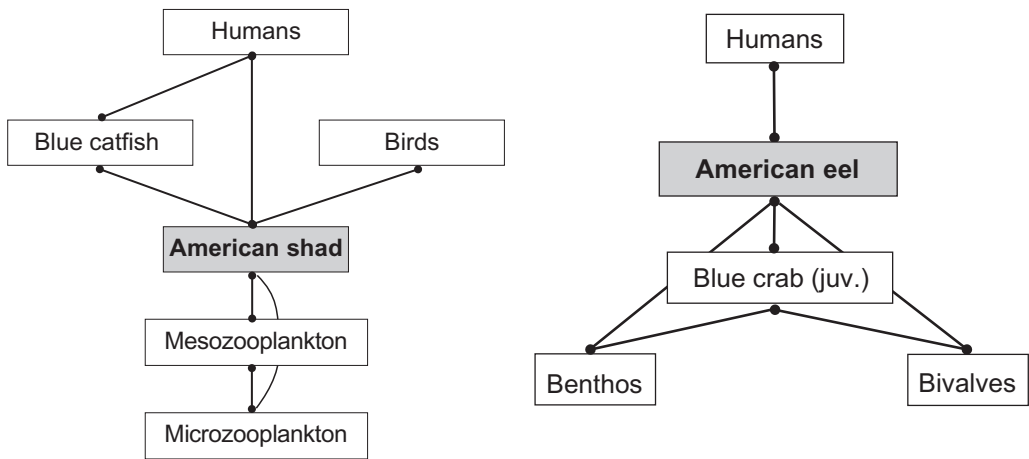 Humans
Blue catfish
Birds
American shad
Mesozooplankton
Microzooplankton
Humans
American eel
Blue crab (juv.)
Benthos
Bivalves